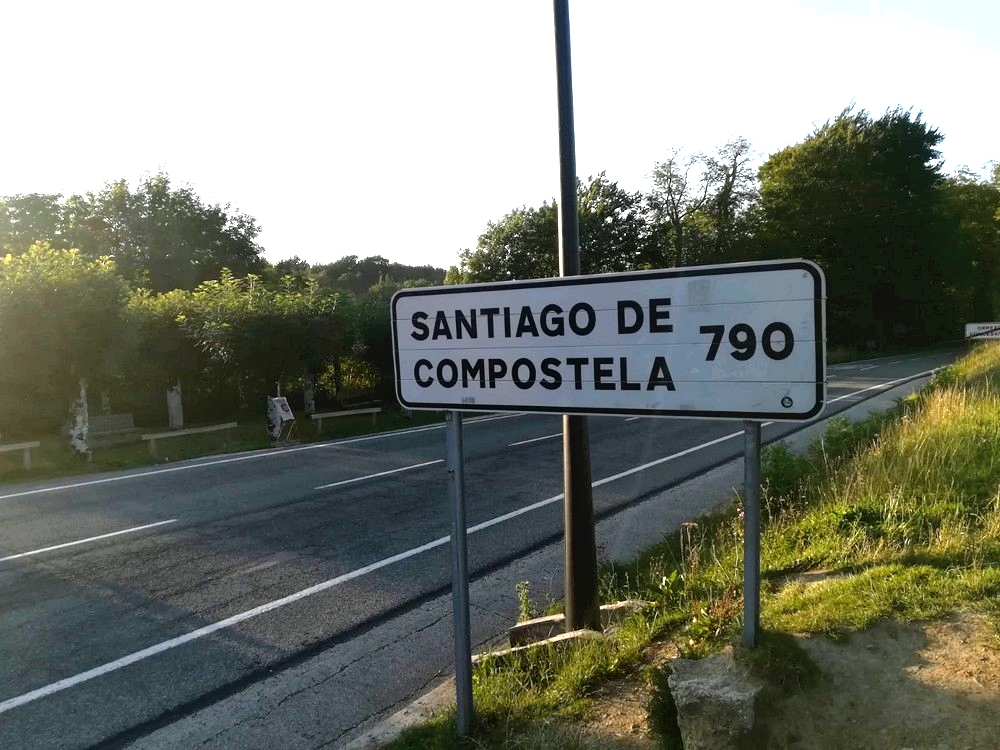 SANTIAGO DE
COMPOSTELA
790